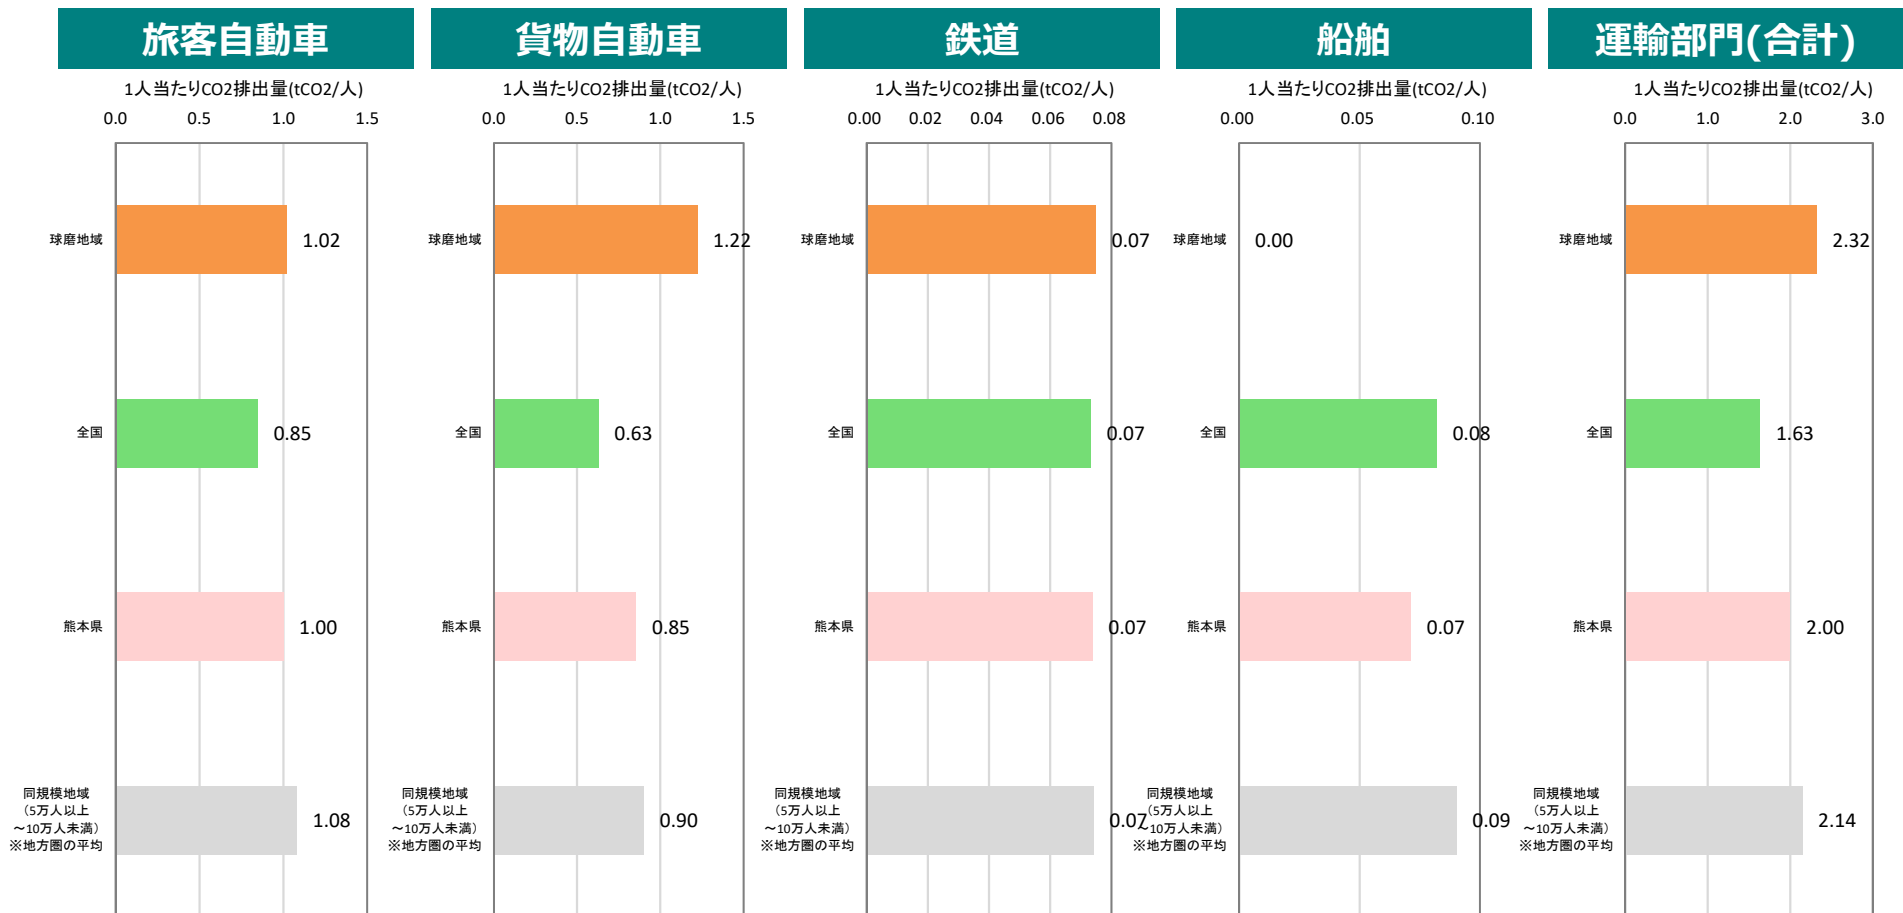 旅客自動車
1人当たりCO2排出量(tCO2/人)
0.0 0.5 1.0 1.5
球磨地域 1.02
全国 0.85
熊本県 1.00
同規模地域
(5万人以上
～10万人未満)
※地方圏の平均
1.08
貨物自動車
1人当たりCO2排出量(tCO2/人)
0.0 0.5 1.0 1.5
球磨地域 1.22
全国 0.63
熊本県 0.85
同規模地域
(5万人以上
～10万人未満)
※地方圏の平均
0.90
鉄道
1人当たりCO2排出量(tCO2/人)
0.00 0.02 0.04 0.06 0.08
球磨地域 0.07
全国 0.07
熊本県 0.07
同規模地域
(5万人以上
～10万人未満)
※地方圏の平均
0.07
船舶
1人当たりCO2排出量(tCO2/人)
0.00 0.05 0.10
球磨地域 0.00
全国 0.08
熊本県 0.07
同規模地域
(5万人以上
～10万人未満)
※地方圏の平均
0.09
運輸部門(合計)
1人当たりCO2排出量(tCO2/人)
0.0 1.0 2.0 3.0
球磨地域 2.32
全国 1.63
熊本県 2.00
同規模地域
(5万人以上
～10万人未満)
※地方圏の平均
2.14